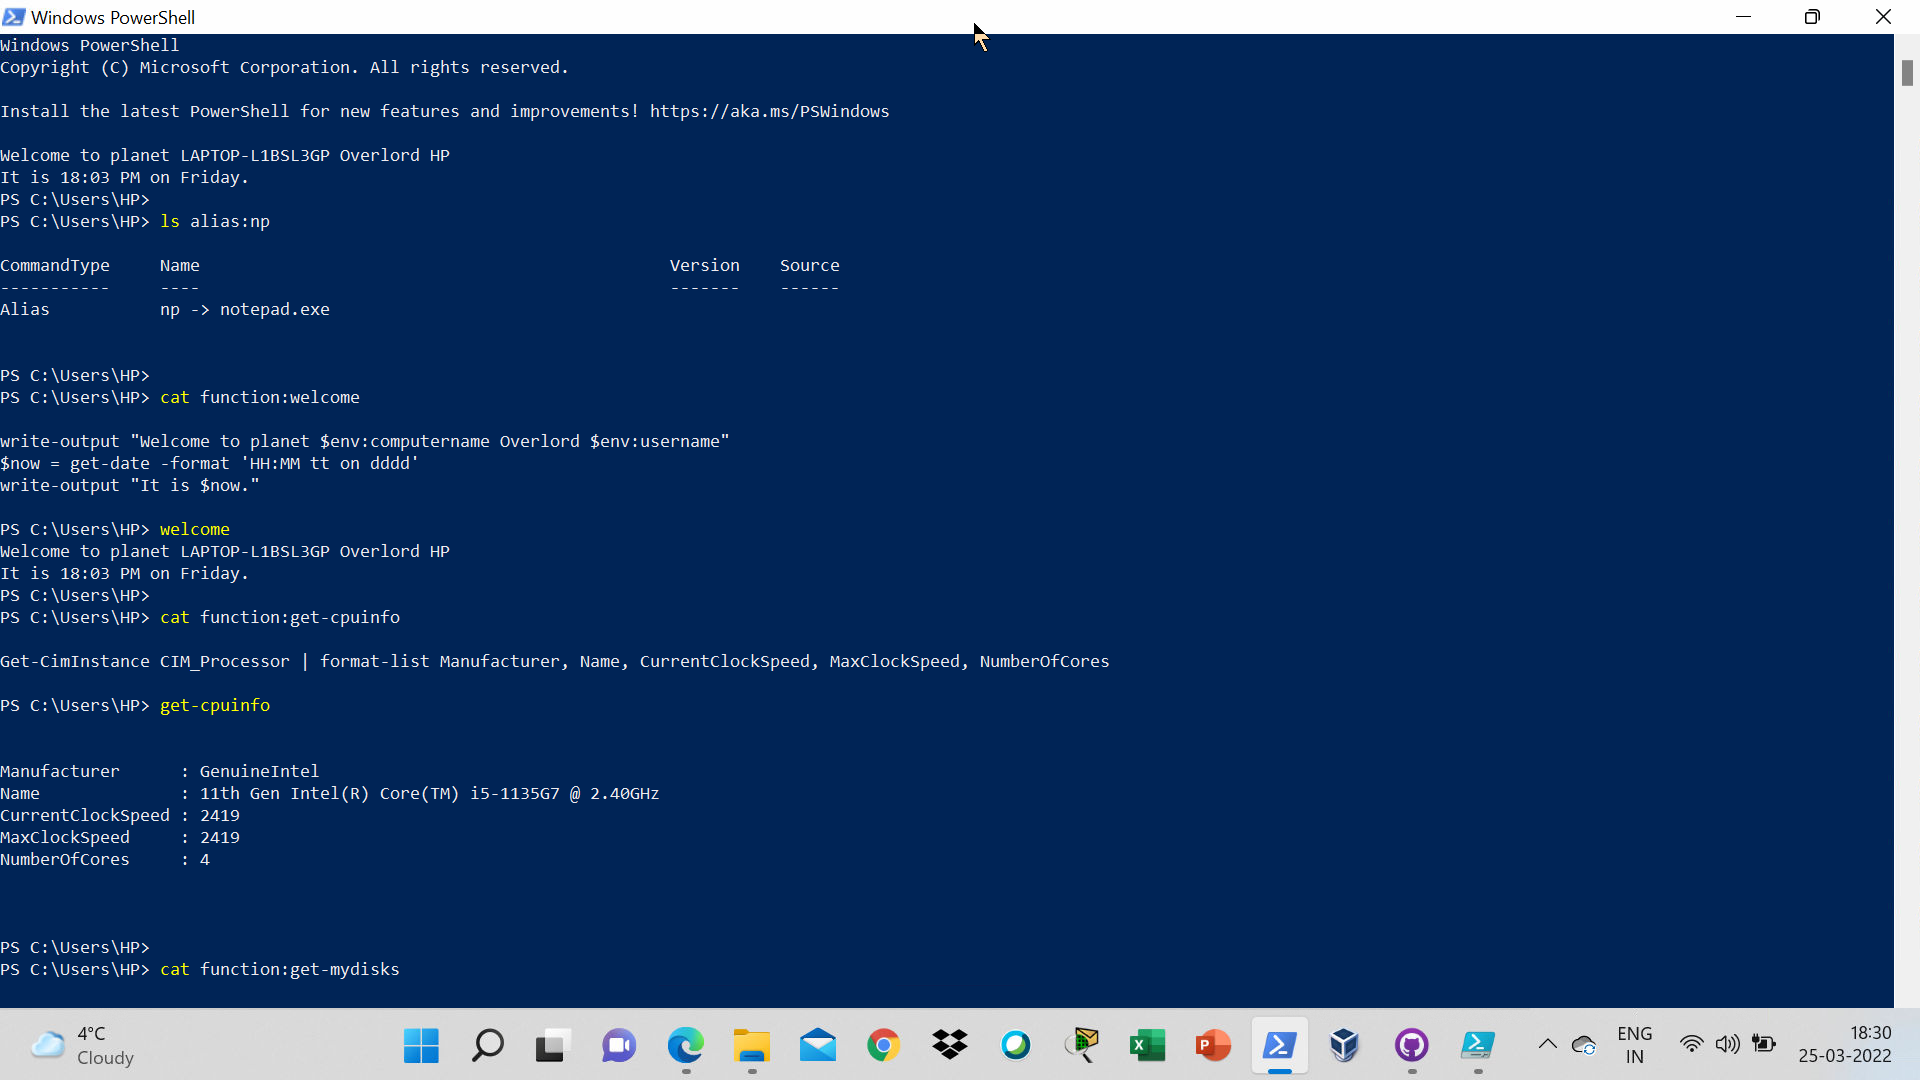 Windows PowerShell
Windows PowerShell
Copyright (C) Microsoft Corporation. All rights reserved.
Install the latest PowerShell for new features and improvements! https://aka.ms/PSWindows
Welcome to planet LAPTOP-L1BSL3GP Overlord HP
It is 18:03 PM on Friday.
PS C:\Users\HP>
PS C:\Users\HP> ls alias:np
CommandType     Name                                               Version    Source
-----------     ----                                               -------    ------
Alias           np -> notepad.exe
PS C:\Users\HP>
PS C:\Users\HP> cat function:welcome
write-output "Welcome to planet $env:computername Overlord $env:username"
$now = get-date -format 'HH:MM tt on dddd'
write-output "It is $now."
PS C:\Users\HP> welcome
Welcome to planet LAPTOP-L1BSL3GP Overlord HP
It is 18:03 PM on Friday.
PS C:\Users\HP>
PS C:\Users\HP> cat function:get-cpuinfo
Get-CimInstance CIM_Processor | format-list Manufacturer, Name, CurrentClockSpeed, MaxClockSpeed, NumberOfCores
PS C:\Users\HP> get-cpuinfo
Manufacturer      : GenuineIntel
Name              : 11th Gen Intel(R) Core(TM) i5-1135G7 @ 2.40GHz
CurrentClockSpeed : 2419
MaxClockSpeed     : 2419
NumberOfCores     : 4
PS C:\Users\HP>
PS C:\Users\HP> cat function:get-mydisks
4°C
Cloudy
ENG
IN
18:30
25-03-2022